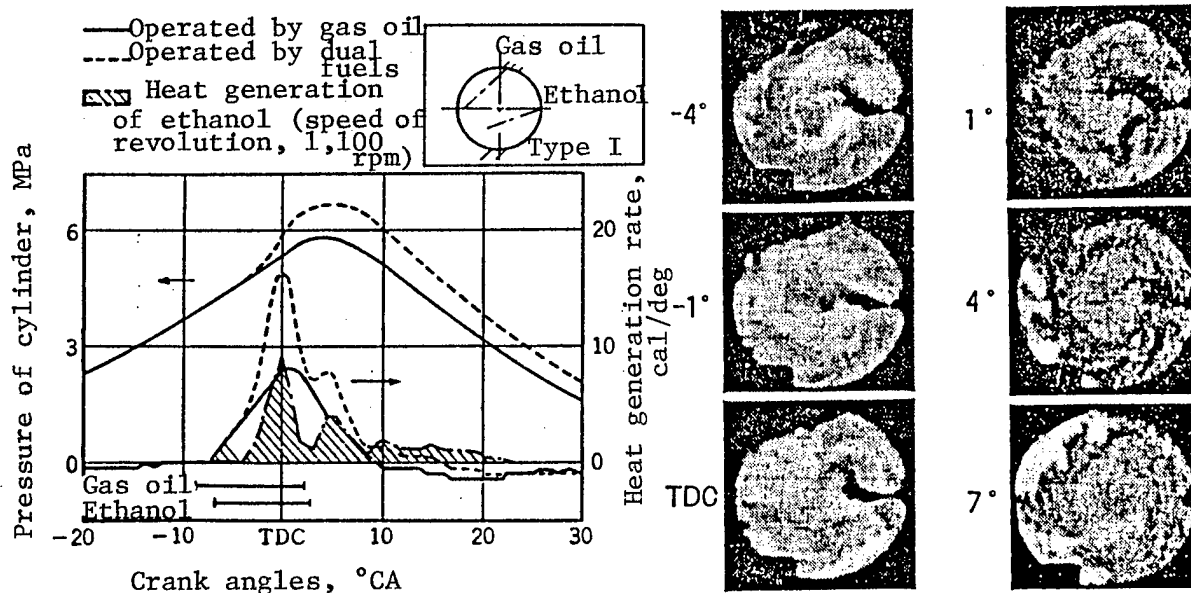 Operated by gas oil
Operated by dual
fuels
Heat generation
of ethanol (speed of
revolution, 1,100
rpm)
Gas oil
Ethanol
Type I
Pressure of cylinder, MPa
6
3
0
20
10
0
Heat generation rate,
cal/deg
Gas oil
Ethanol
-20
-10
TDC
10
20
30
Crank angles, °CA
-4°
-1°
TDC
1°
4°
7°